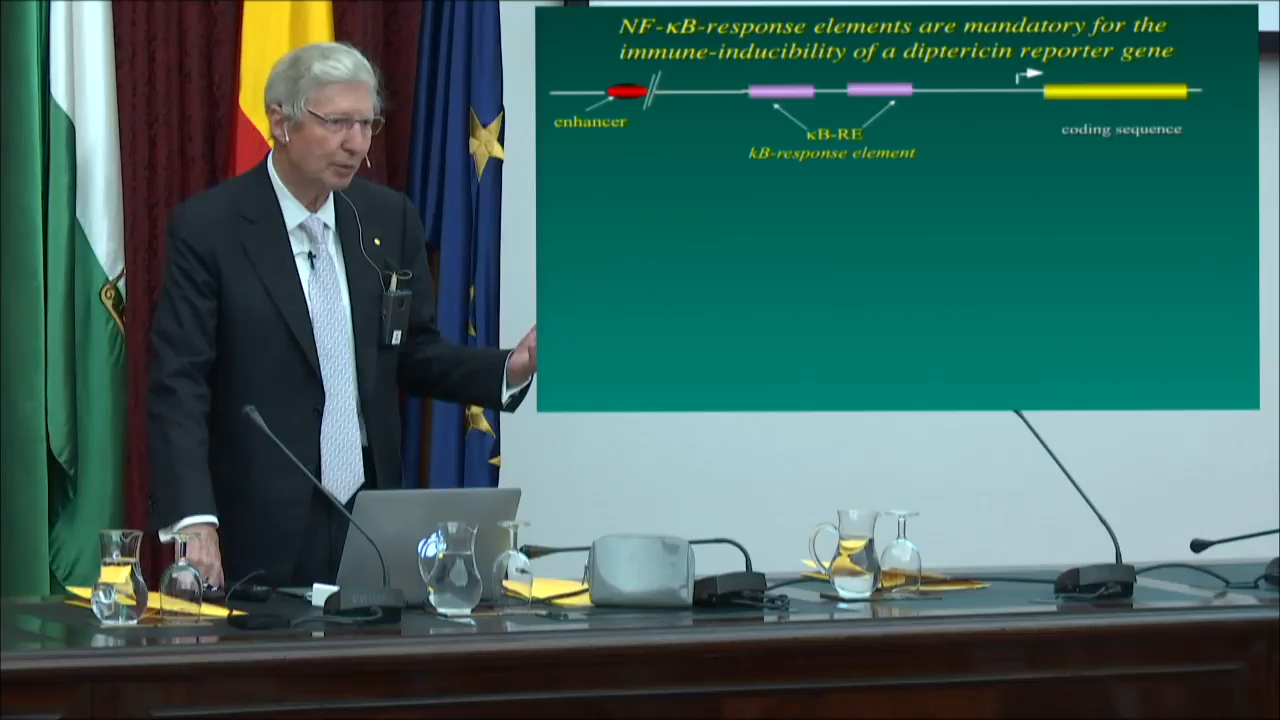 NF-κB-response elements are mandatory for the
immune-inducibility of a diptericin reporter gene
enhancer
κB-RE
kB-response element
coding sequence